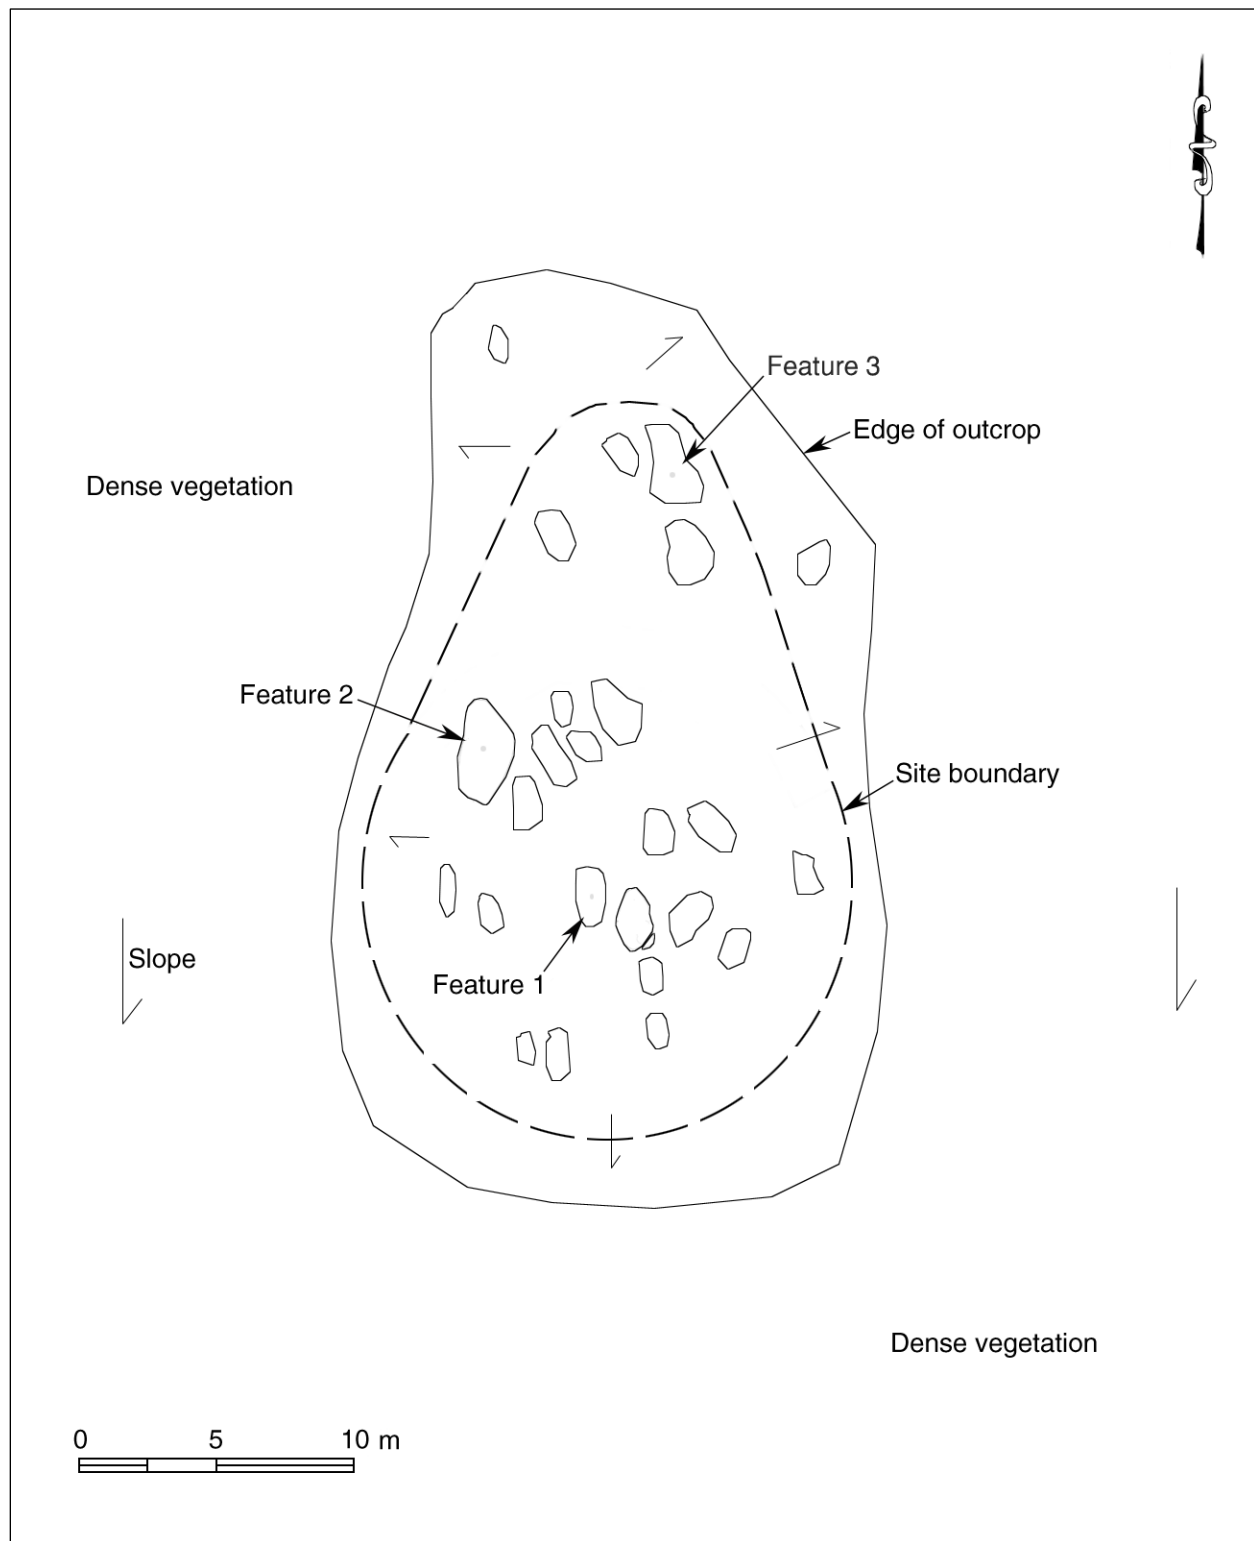 Feature 3
Edge of outcrop
Dense vegetation
Feature 2
Site boundary
Slope
Feature 1
Dense vegetation
0 5 10 m